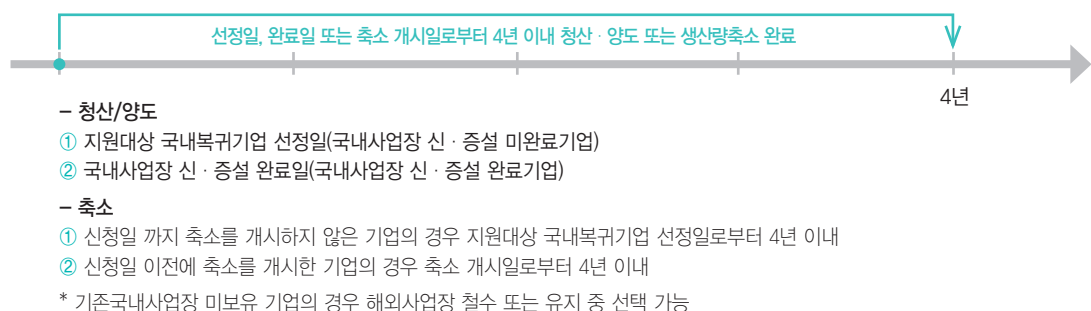 선정일, 완료일 또는 축소 개시일로부터 4년 이내 청산 · 양도 또는 생산량축소 완료
4년
– 청산/양도
① 지원대상 국내복귀기업 선정일(국내사업장 신 · 증설 미완료기업)
② 국내사업장 신 · 증설 완료일(국내사업장 신 · 증설 완료기업)
– 축소
① 신청일 까지 축소를 개시하지 않은 기업의 경우 지원대상 국내복귀기업 선정일로부터 4년 이내
② 신청일 이전에 축소를 개시한 기업의 경우 축소 개시일로부터 4년 이내
* 기존국내사업장 미보유 기업의 경우 해외사업장 철수 또는 유지 중 선택 가능